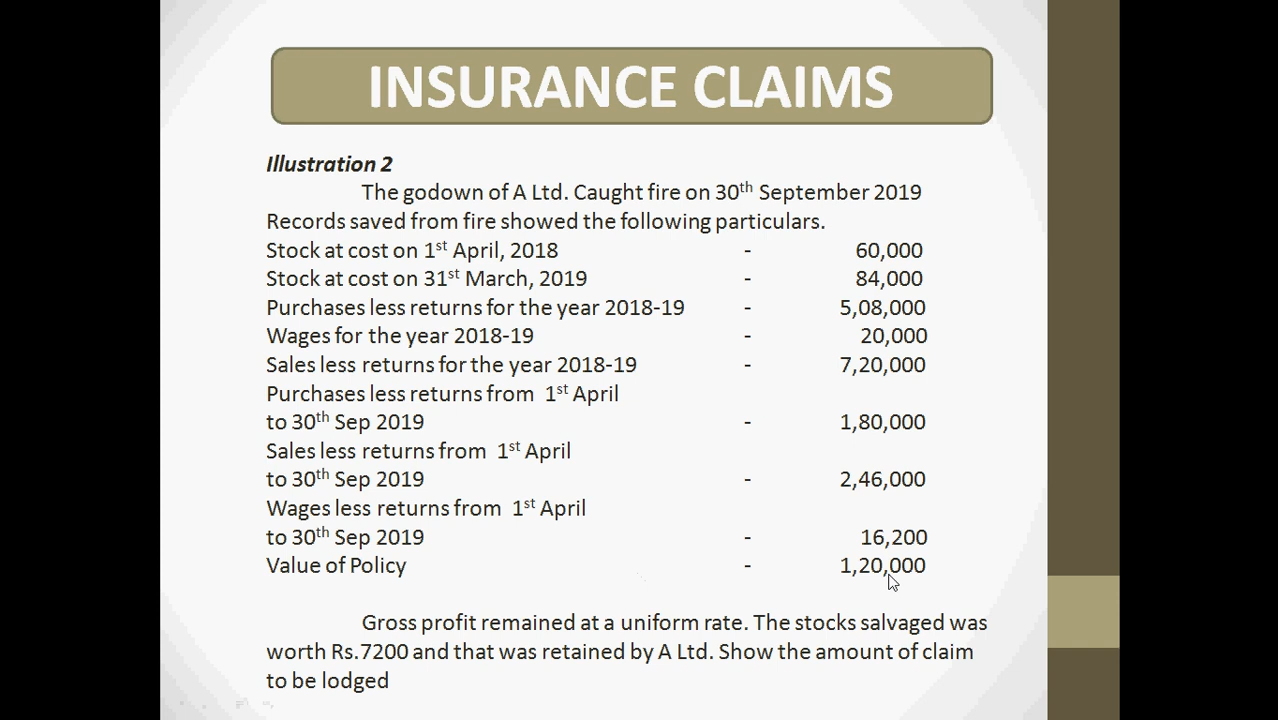 INSURANCE CLAIMS
Illustration 2
The godown of A Ltd. Caught fire on 30th September 2019
Records saved from fire showed the following particulars.
Stock at cost on 1st April, 2018 - 60,000
Stock at cost on 31st March, 2019 - 84,000
Purchases less returns for the year 2018-19 - 5,08,000
Wages for the year 2018-19 - 20,000
Sales less returns for the year 2018-19 - 7,20,000
Purchases less returns from 1st April
to 30th Sep 2019 - 1,80,000
Sales less returns from 1st April
to 30th Sep 2019 - 2,46,000
Wages less returns from 1st April
to 30th Sep 2019 - 16,200
Value of Policy - 1,20,000
Gross profit remained at a uniform rate. The stocks salvaged was
worth Rs.7200 and that was retained by A Ltd. Show the amount of claim
to be lodged